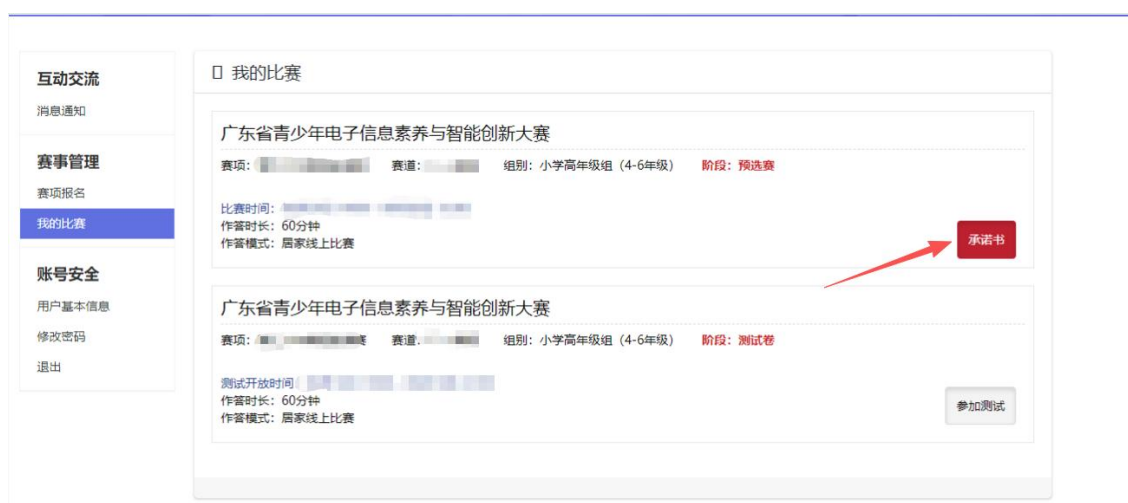 互动交流
消息通知
赛事管理
赛项报名
我的比赛
账号安全
用户基本信息
修改密码
退出
我的比赛
广东省青少年电子信息素养与智能创新大赛
赛项: 赛道: 组别: 小学高年级组 (4-6年级) 阶段: 预选赛
比赛时间:
作答时长: 60分钟
作答模式: 居家线上比赛
承诺书
广东省青少年电子信息素养与智能创新大赛
赛项: 赛道: 组别: 小学高年级组 (4-6年级) 阶段: 测试卷
测试开放时间
作答时长: 60分钟
作答模式: 居家线上比赛
参加测试